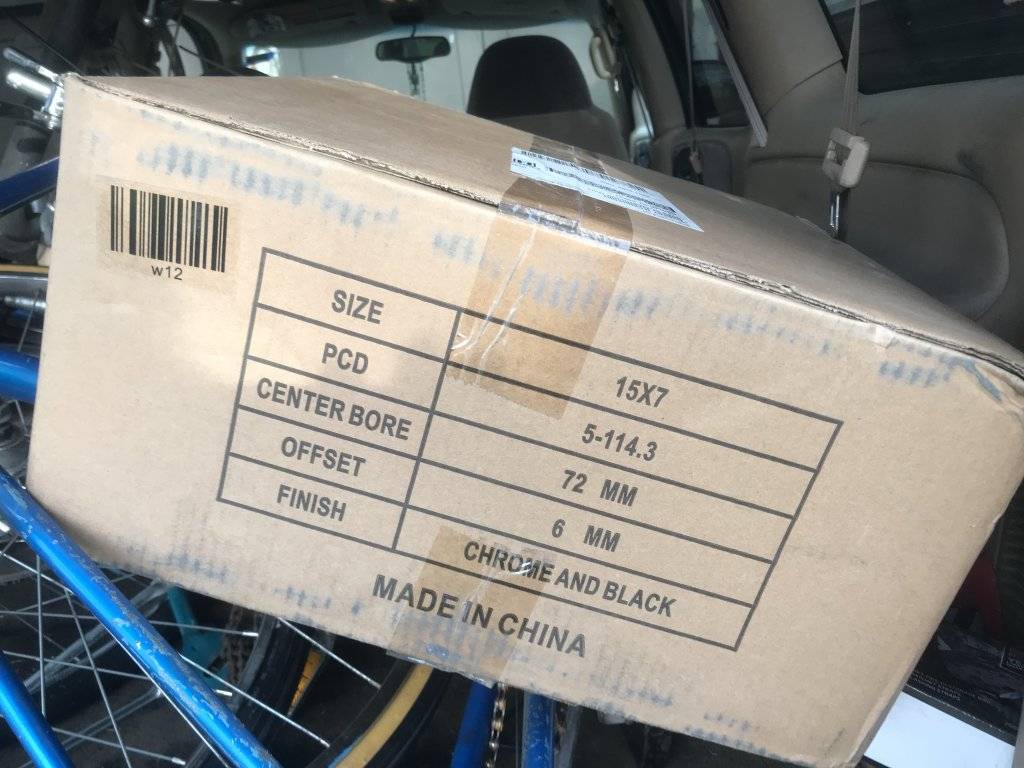 w12
SIZE 15X7
PCD 5-114.3
CENTER BORE 72 MM
OFFSET 6 MM
FINISH CHROME AND BLACK
MADE IN CHINA